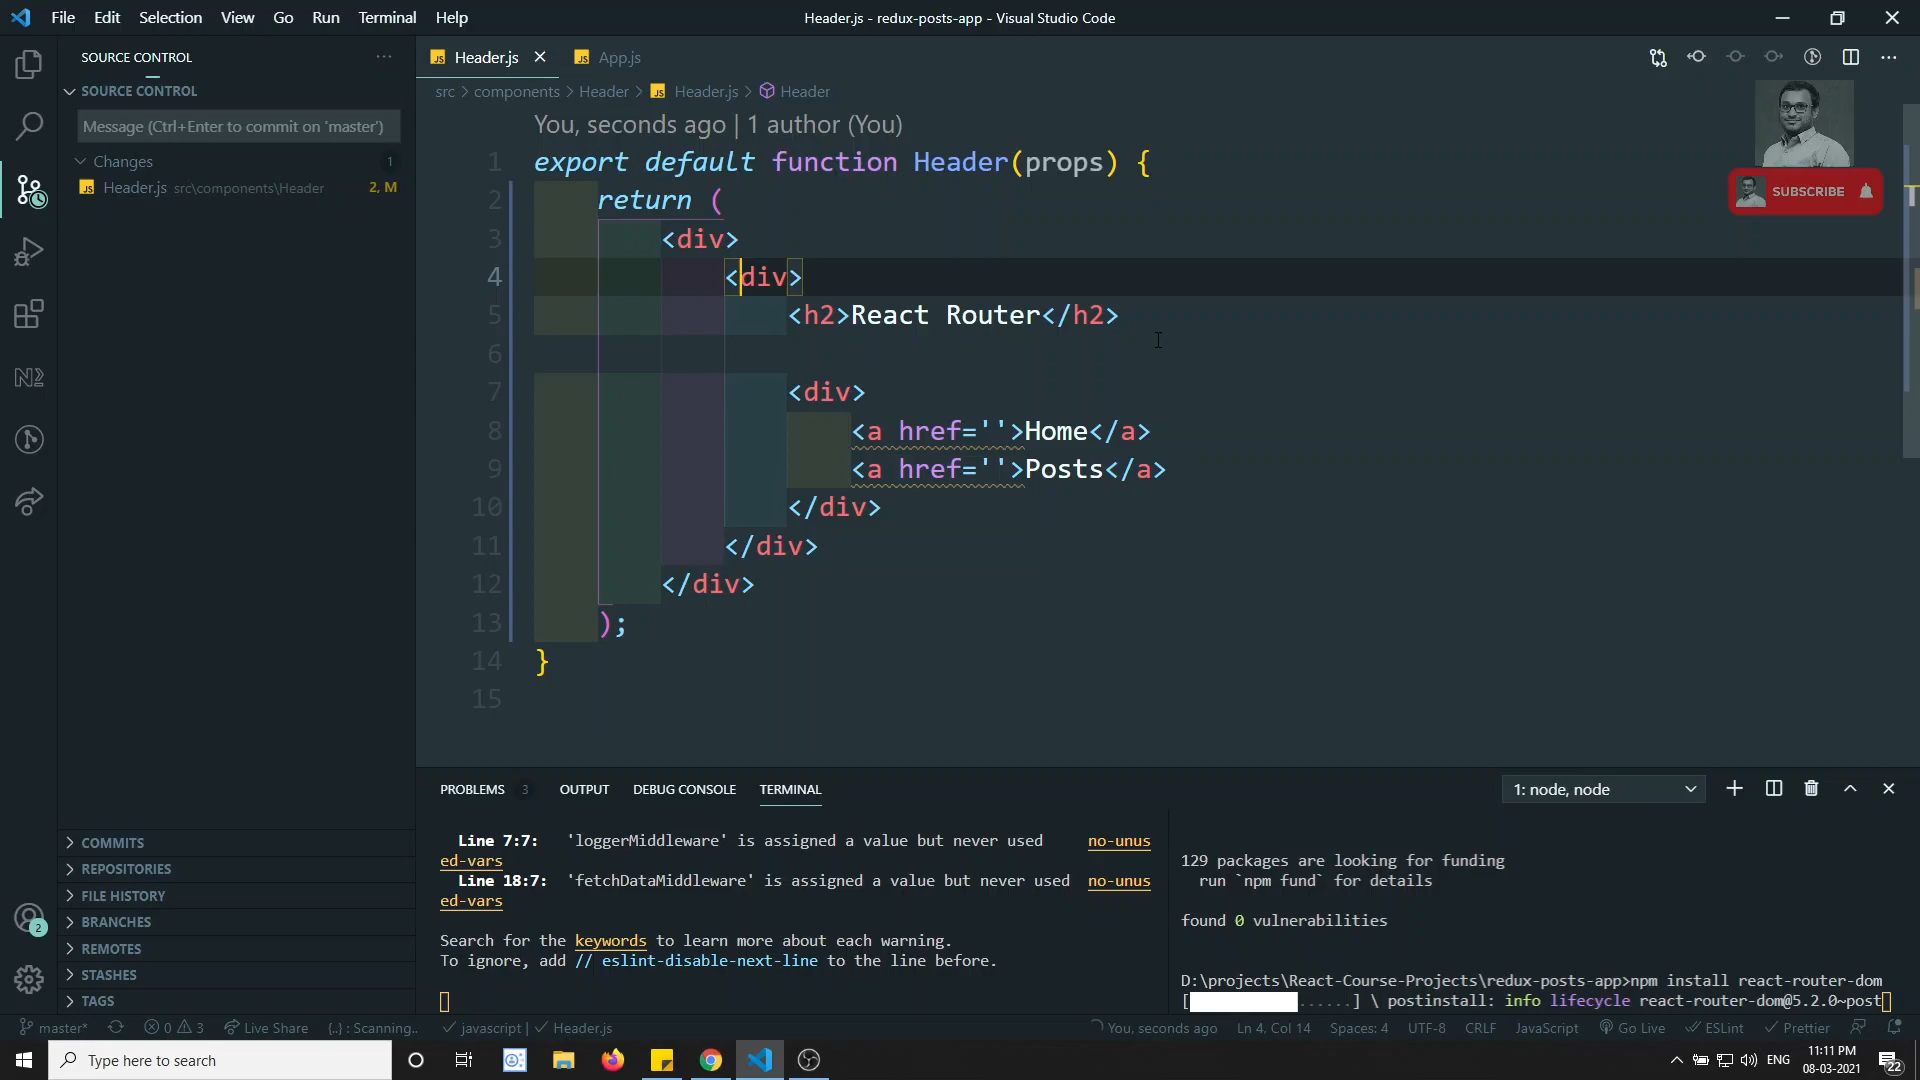 File Edit Selection View Go Run Terminal Help
Header.js - redux-posts-app - Visual Studio Code
SOURCE CONTROL
SOURCE CONTROL
Message (Ctrl+Enter to commit on 'master')
Changes 1
Header.js src\components\Header 2, M
COMMITS
REPOSITORIES
FILE HISTORY
BRANCHES
REMOTES
STASHES
TAGS
2
Header.js
App.js
src > components > Header > Header.js > Header
You, seconds ago | 1 author (You)
1 export default function Header(props) {
2 return (
3 <div>
4 <div>
5 <h2>React Router</h2>
6
7 <div>
8 <a href=''>Home</a>
9 <a href=''>Posts</a>
10 </div>
11 </div>
12 </div>
13 );
14 }
15
SUBSCRIBE
PROBLEMS 3 OUTPUT DEBUG CONSOLE TERMINAL
1: node, node
Line 7:7: 'loggerMiddleware' is assigned a value but never used no-unus
ed-vars
Line 18:7: 'fetchDataMiddleware' is assigned a value but never used no-unus
ed-vars
Search for the keywords to learn more about each warning.
To ignore, add // eslint-disable-next-line to the line before.
129 packages are looking for funding
run `npm fund` for details
found 0 vulnerabilities
D:\projects\React-Course-Projects\redux-posts-app>npm install react-router-dom
[ ......] \ postinstall: info lifecycle react-router-dom@5.2.0~post
master* 0 3 Live Share {..} : Scanning.. javascript | Header.js You, seconds ago Ln 4, Col 14 Spaces: 4 UTF-8 CRLF JavaScript Go Live ESLint Prettier
Type here to search
ENG
11:11 PM
08-03-2021
22